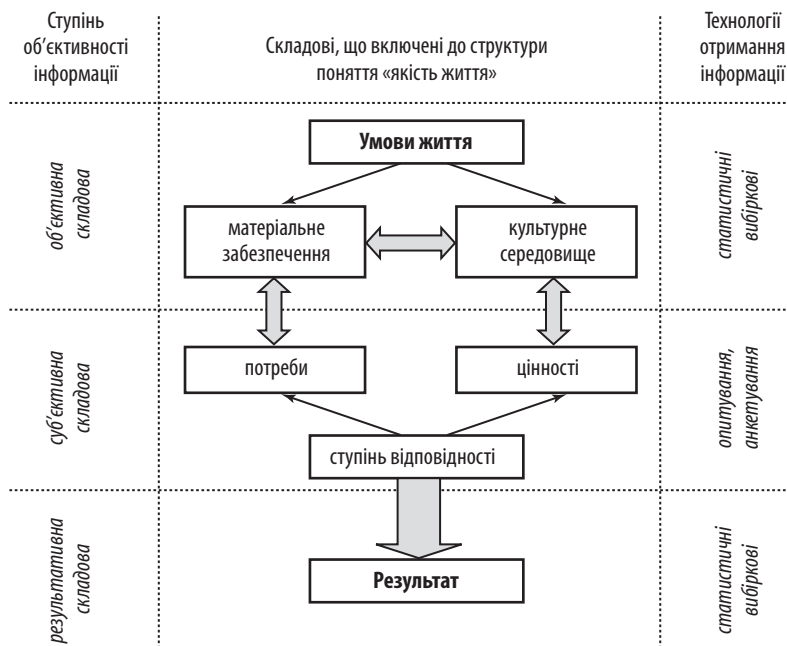 Ступінь
об’єктивності
інформації
Складові, що включені до структури
поняття «якість життя»
Технології
отримання
інформації
об’єктивна
складова
Умови життя
матеріальне
забезпечення
культурне
середовище
статистичні
вибіркові
суб’єктивна
складова
потреби
цінності
ступінь відповідності
опитування,
анкетування
результативна
складова
Результат
статистичні
вибіркові